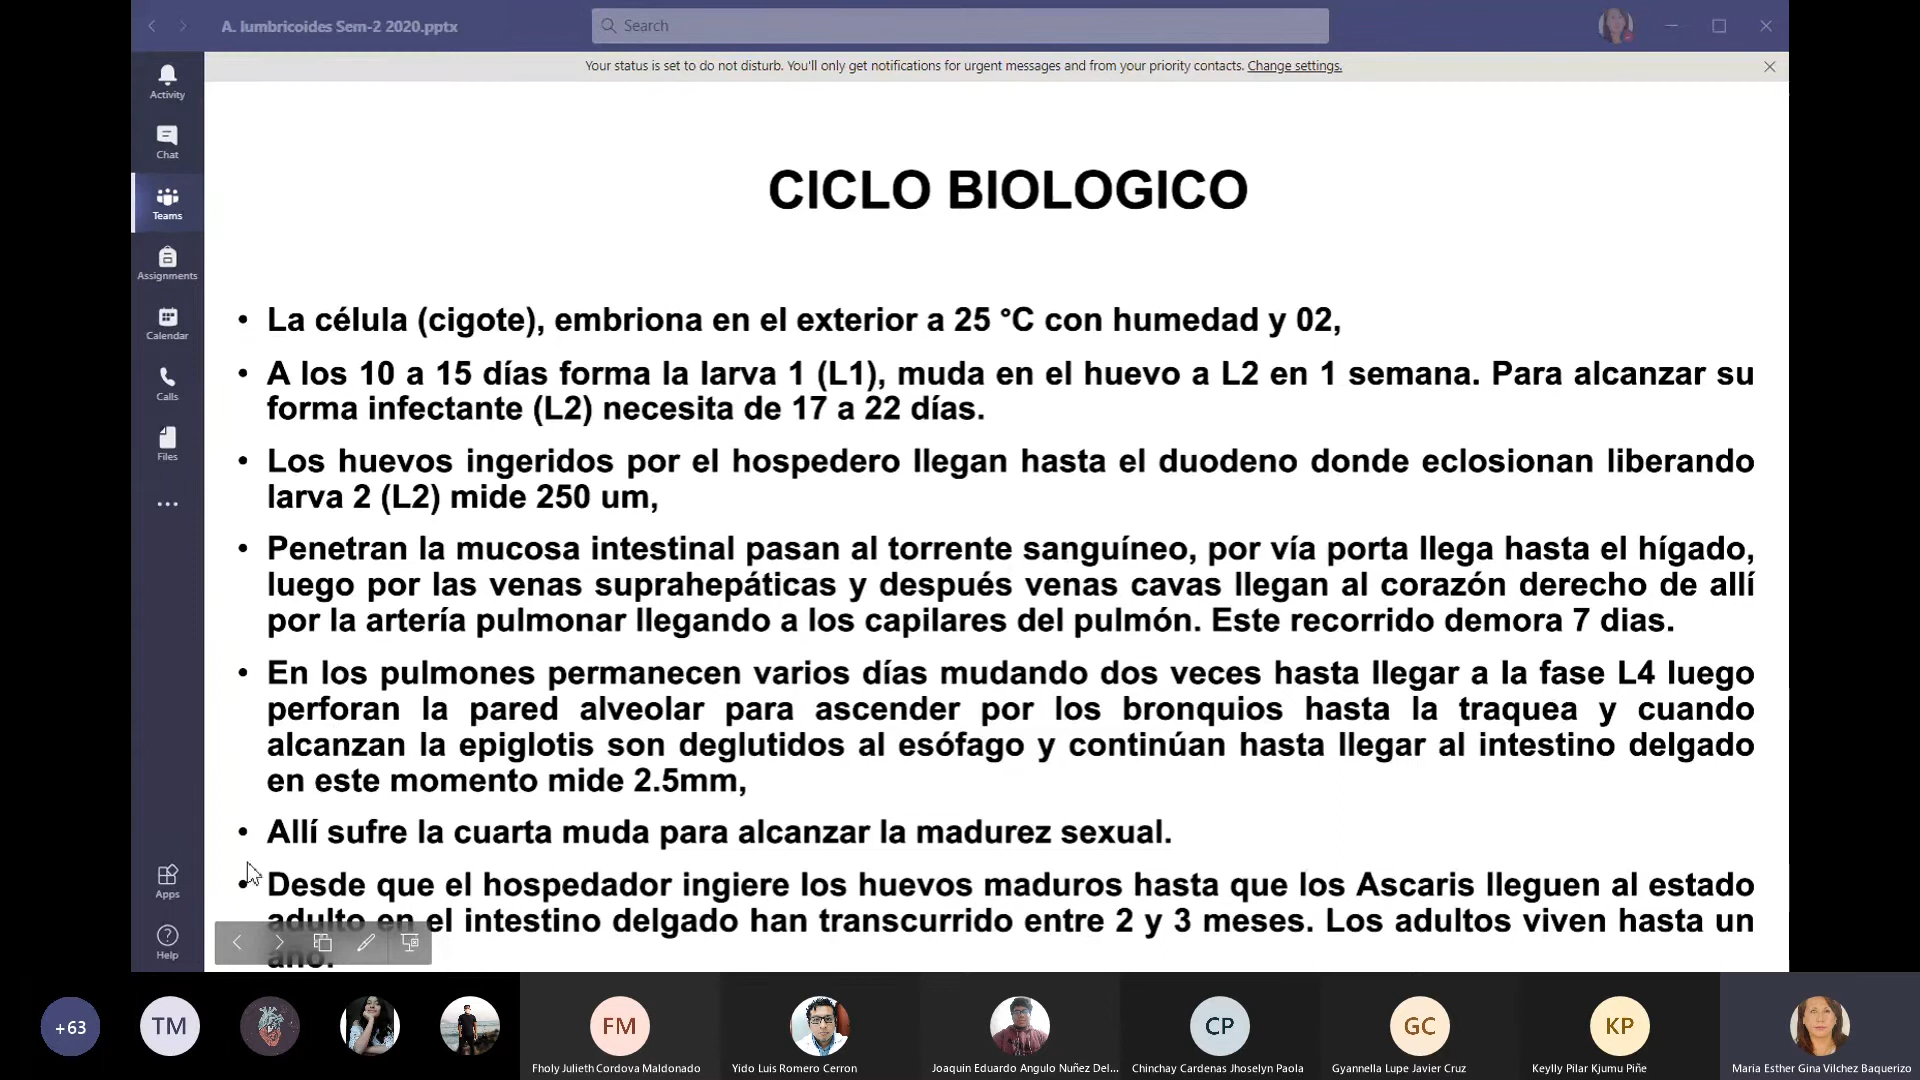 A. lumbricoides Sem-2 2020.pptx
Search
Your status is set to do not disturb. You'll only get notifications for urgent messages and from your priority contacts. Change settings.
Activity
Chat
Teams
Assignments
Calendar
Calls
Files
Apps
Help
CICLO BIOLOGICO
• La célula (cigote), embriona en el exterior a 25 °C con humedad y 02,
• A los 10 a 15 días forma la larva 1 (L1), muda en el huevo a L2 en 1 semana. Para alcanzar su
forma infectante (L2) necesita de 17 a 22 días.
• Los huevos ingeridos por el hospedero llegan hasta el duodeno donde eclosionan liberando
larva 2 (L2) mide 250 um,
• Penetran la mucosa intestinal pasan al torrente sanguíneo, por vía porta llega hasta el hígado,
luego por las venas suprahepáticas y después venas cavas llegan al corazón derecho de allí
por la artería pulmonar llegando a los capilares del pulmón. Este recorrido demora 7 dias.
• En los pulmones permanecen varios días mudando dos veces hasta llegar a la fase L4 luego
perforan la pared alveolar para ascender por los bronquios hasta la traquea y cuando
alcanzan la epiglotis son deglutidos al esófago y continúan hasta llegar al intestino delgado
en este momento mide 2.5mm,
• Allí sufre la cuarta muda para alcanzar la madurez sexual.
• Desde que el hospedador ingiere los huevos maduros hasta que los Ascaris lleguen al estado
adulto en el intestino delgado han transcurrido entre 2 y 3 meses. Los adultos viven hasta un
año.
+63
TM
FM
CP
GC
KP
Fholy Julieth Cordova Maldonado
Yido Luis Romero Cerron
Joaquin Eduardo Angulo Nuñez Del...
Chinchay Cardenas Jhoselyn Paola
Gyannella Lupe Javier Cruz
Keylly Pilar Kjumu Piñe
Maria Esther Gina Vilchez Baquerizo